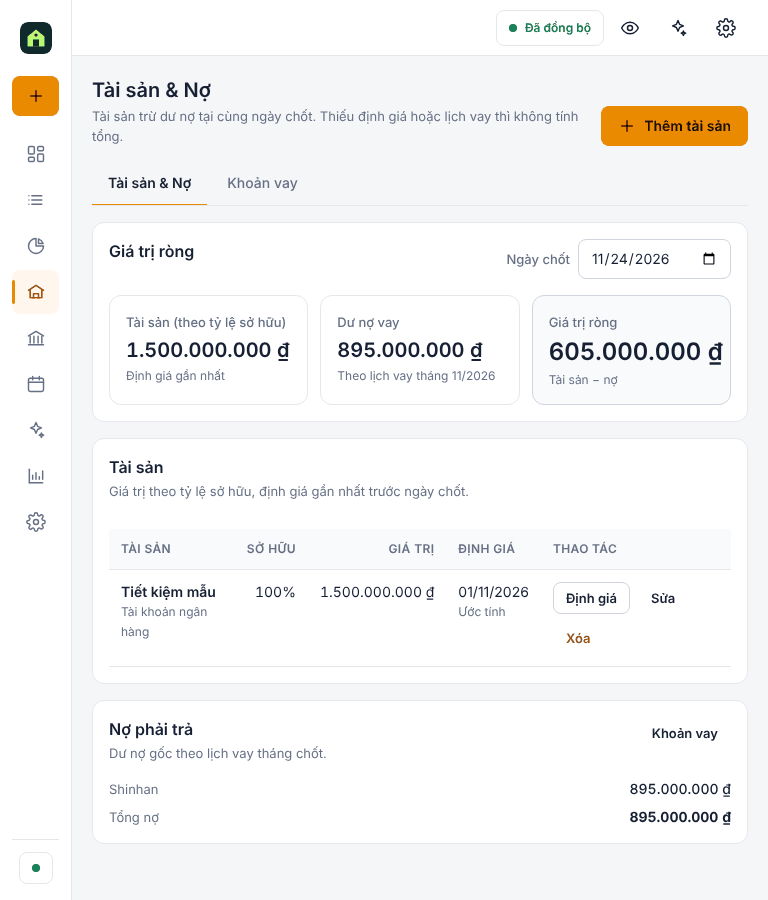 Đã đồng bộ
Tài sản & Nợ
Tài sản trừ dư nợ tại cùng ngày chốt. Thiếu định giá hoặc lịch vay thì không tính
tổng.
Thêm tài sản
Tài sản & Nợ
Khoản vay
Giá trị ròng
Ngày chốt
11/24/2026
Tài sản (theo tỷ lệ sở hữu)
1.500.000.000 ₫
Định giá gần nhất
Dư nợ vay
895.000.000 ₫
Theo lịch vay tháng 11/2026
Giá trị ròng
605.000.000 ₫
Tài sản − nợ
Tài sản
Giá trị theo tỷ lệ sở hữu, định giá gần nhất trước ngày chốt.
TÀI SẢN SỞ HỮU GIÁ TRỊ ĐỊNH GIÁ THAO TÁC
Tiết kiệm mẫu 100% 1.500.000.000 ₫ 01/11/2026 Định giá Sửa
Tài khoản ngân Ước tính
hàng
Xóa
Nợ phải trả
Khoản vay
Dư nợ gốc theo lịch vay tháng chốt.
Shinhan 895.000.000 ₫
Tổng nợ 895.000.000 ₫